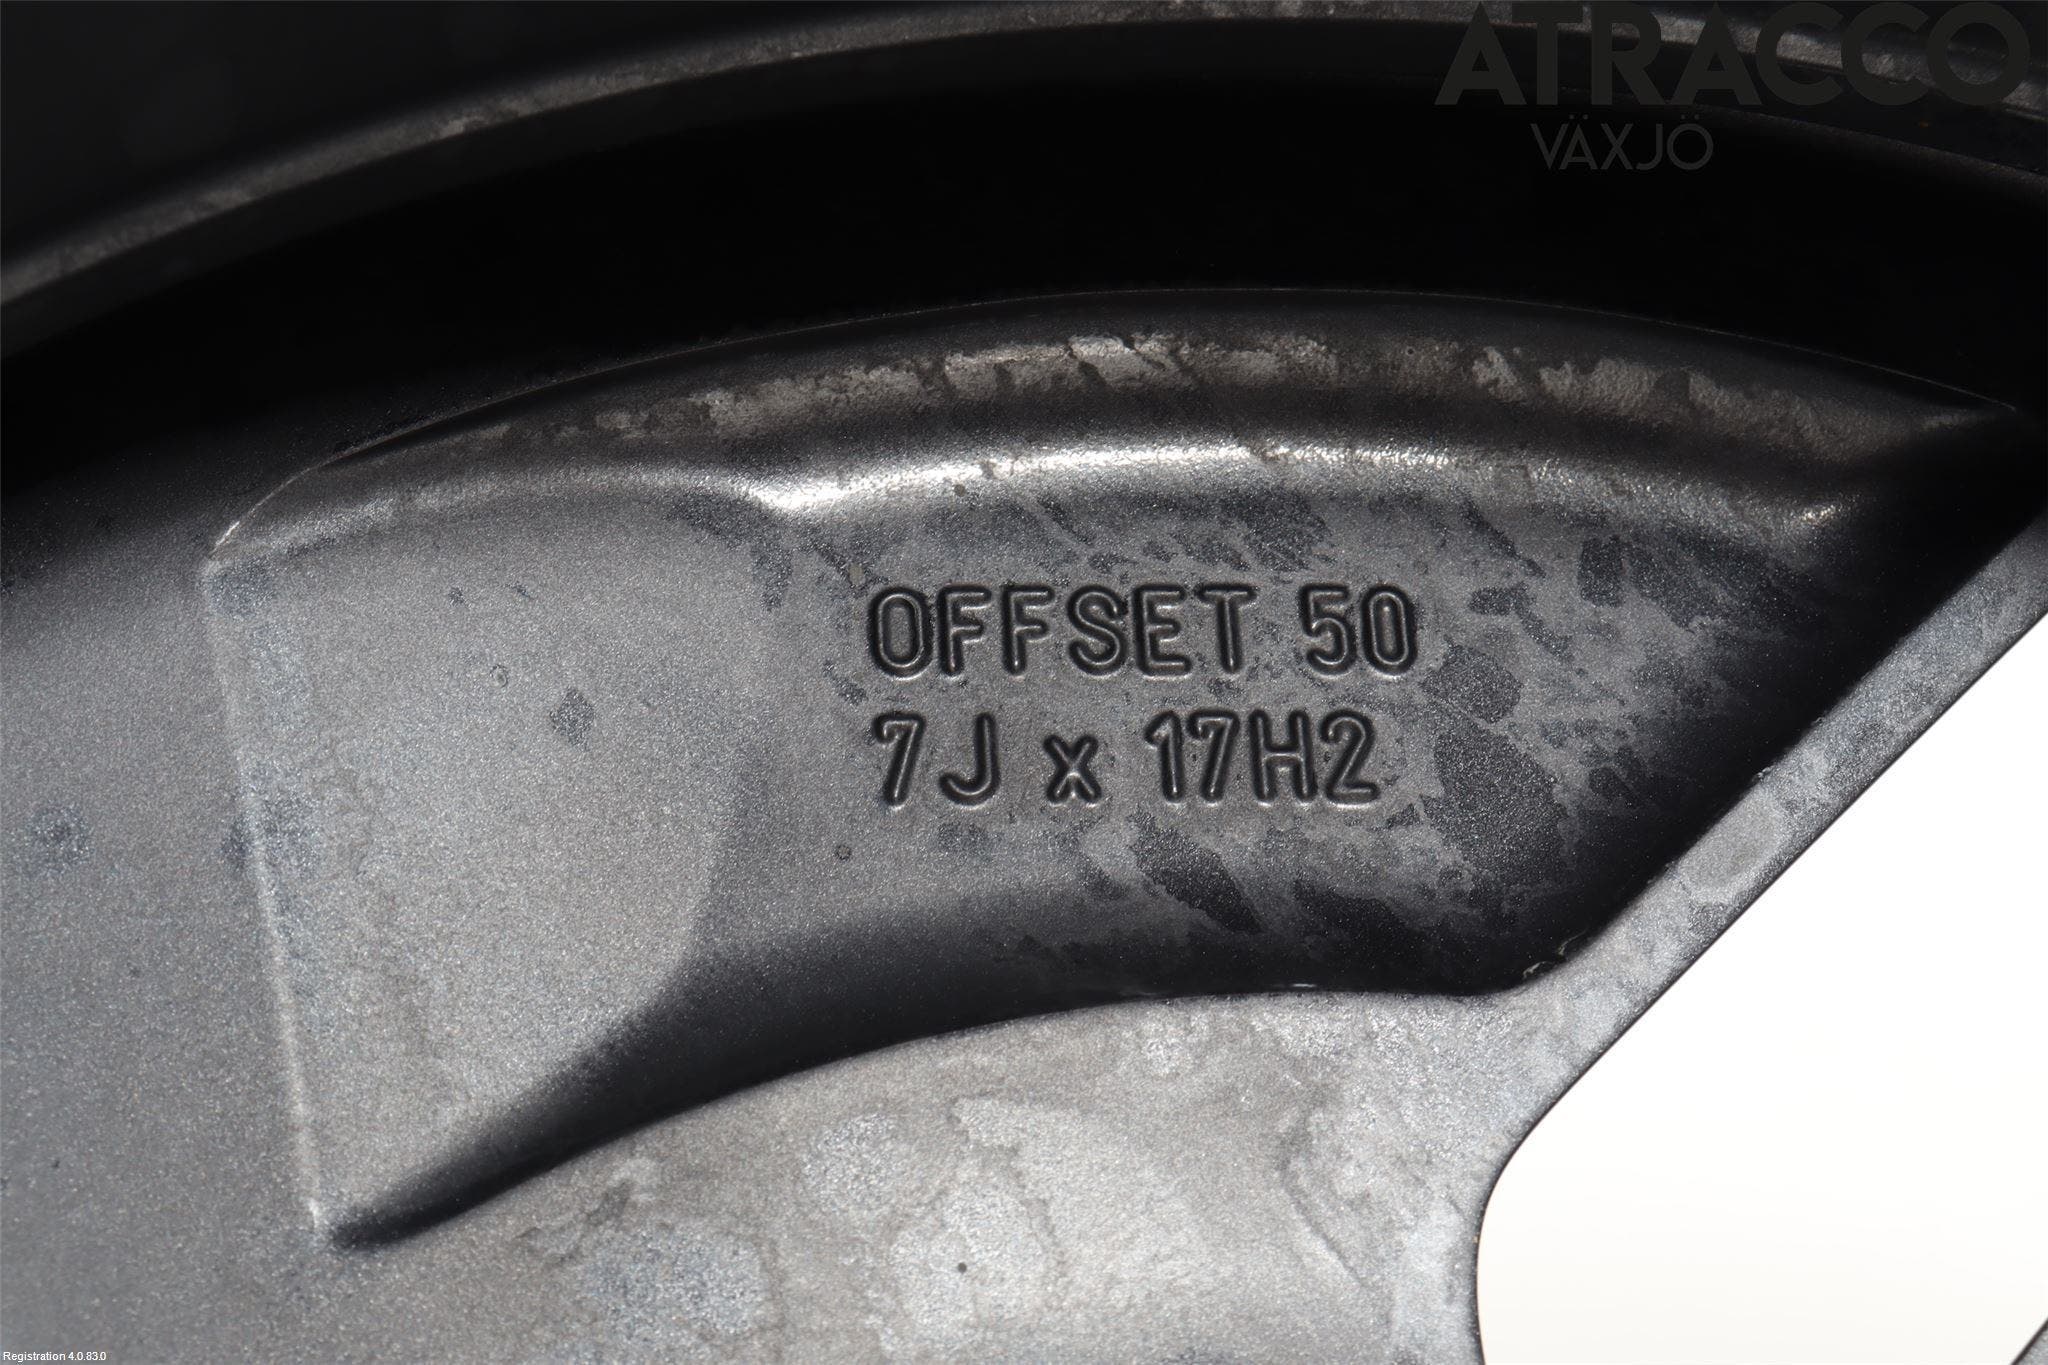 ATRACCO
VÄXJÖ
OFFSET 50
7J x 17H2
Registration 4.0.83.0